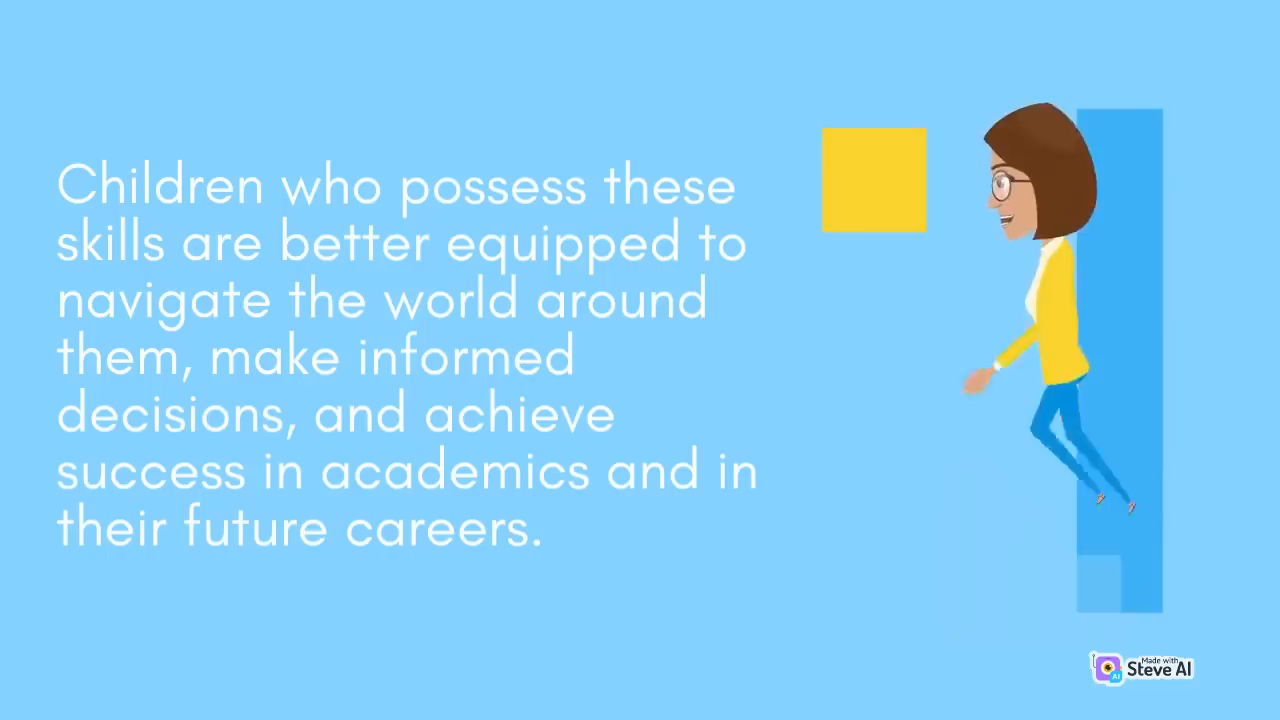 Children who possess these
skills are better equipped to
navigate the world around
them, make informed
decisions, and achieve
success in academics and in
their future careers.
Made with
Steve AI
AI